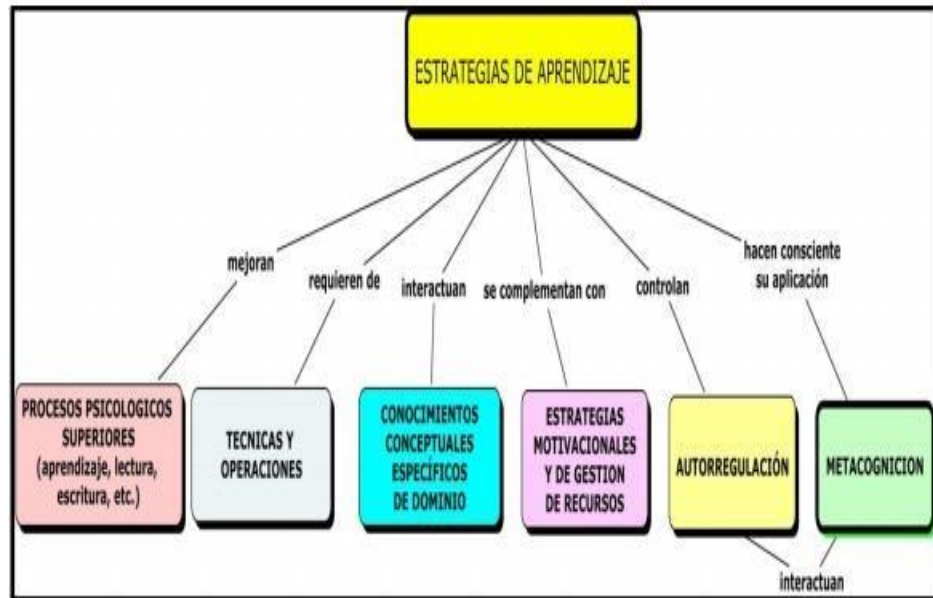 ESTRATEGIAS DE APRENDIZAJE
mejoran
requieren de
interactuan
se complementan con
controlan
hacen consciente
su aplicación
PROCESOS PSICOLOGICOS
SUPERIORES
(aprendizaje, lectura,
escritura, etc.)
TECNICAS Y
OPERACIONES
CONOCIMIENTOS
CONCEPTUALES
ESPECÍFICOS
DE DOMINIO
ESTRATEGIAS
MOTIVACIONALES
Y DE GESTION
DE RECURSOS
AUTORREGULACIÓN
METACOGNICION
interactuan